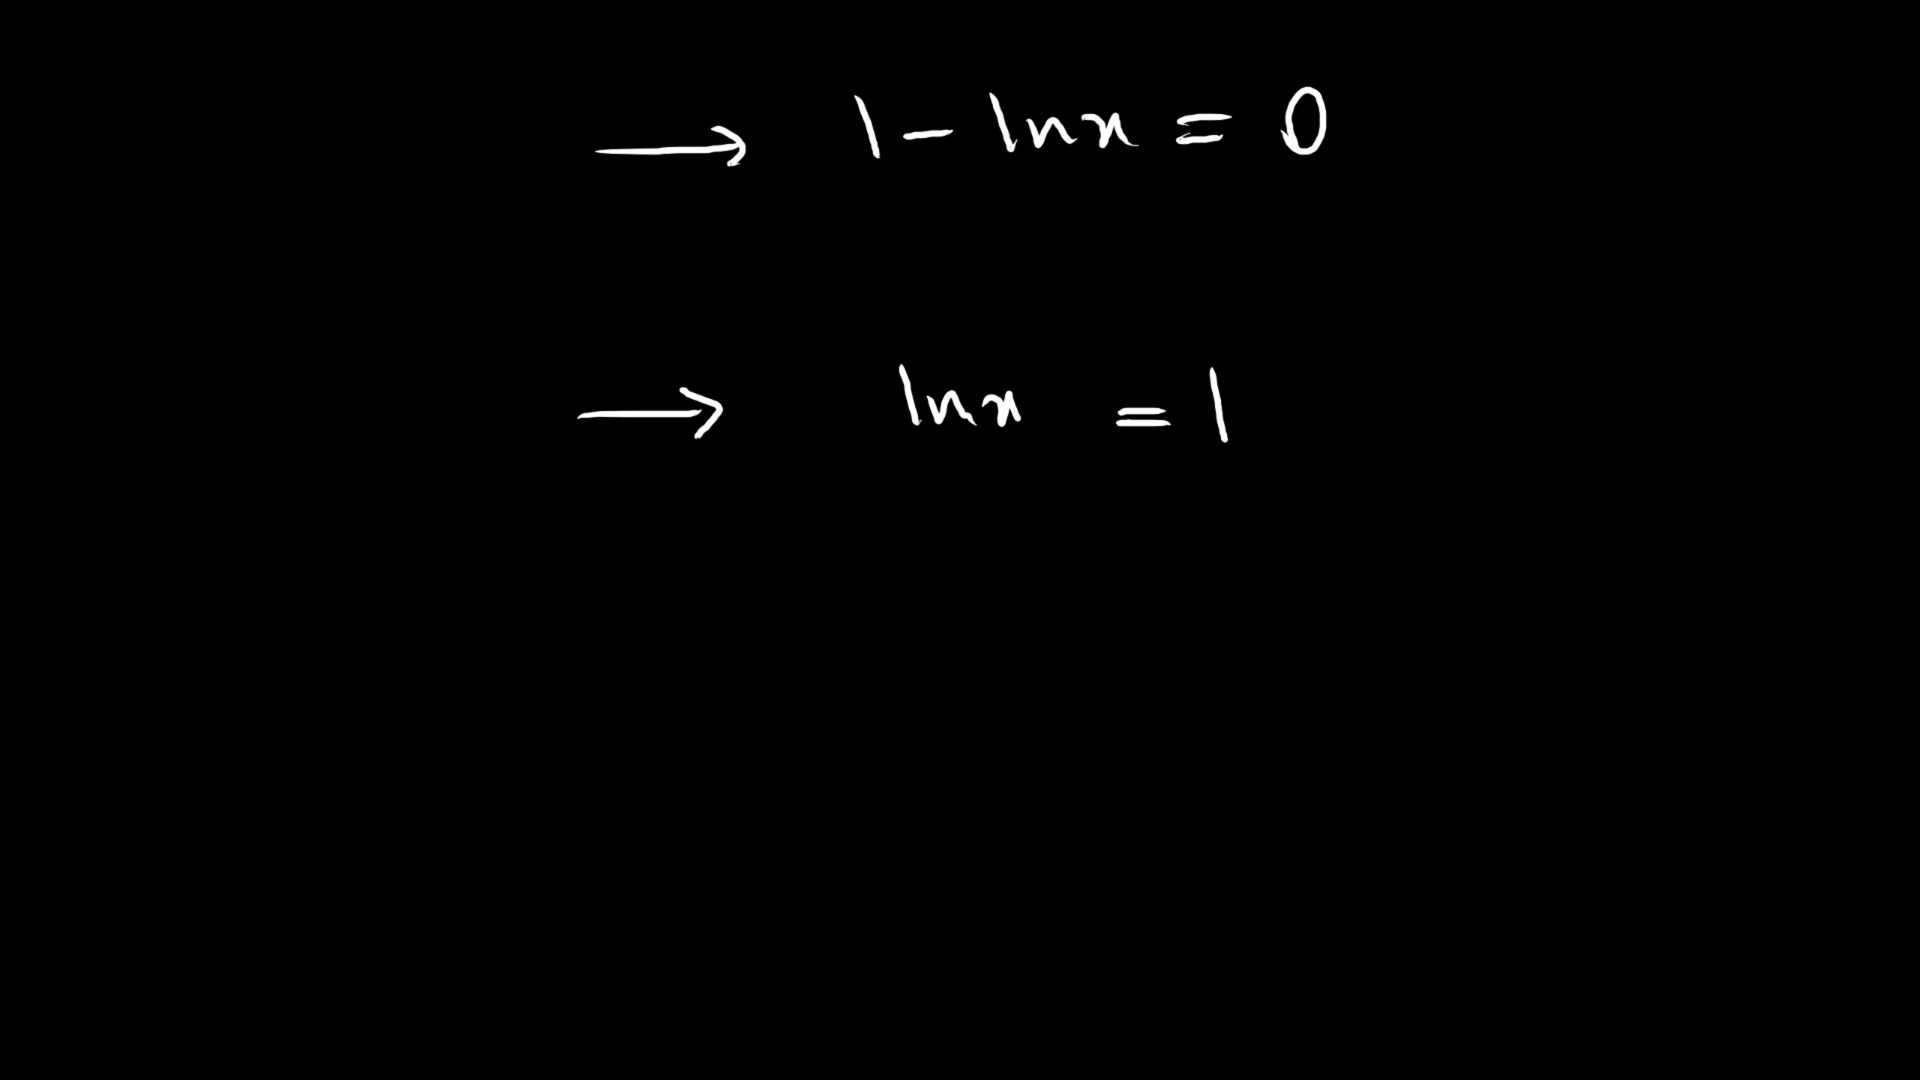 → 1 - ln x = 0
→ ln x = 1